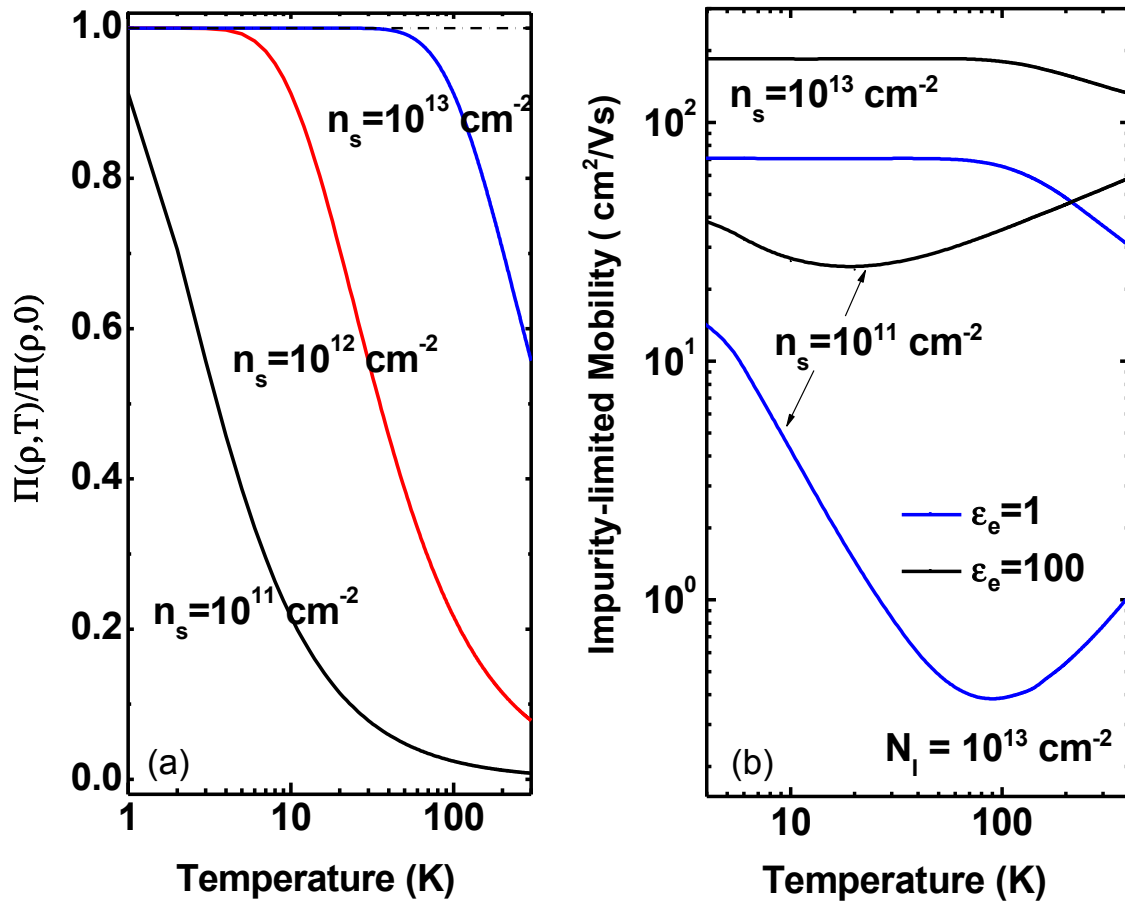 1.0
0.8
0.6
0.4
0.2
0.0
Π(ρ,T)/Π(ρ,0)
n_s=10^13 cm^-2
n_s=10^12 cm^-2
n_s=10^11 cm^-2
(a)
1 10 100
Temperature (K)
10^2
10^1
10^0
Impurity-limited Mobility ( cm^2/Vs)
n_s=10^13 cm^-2
n_s=10^11 cm^-2
ε_e=1
ε_e=100
N_I = 10^13 cm^-2
(b)
10 100
Temperature (K)